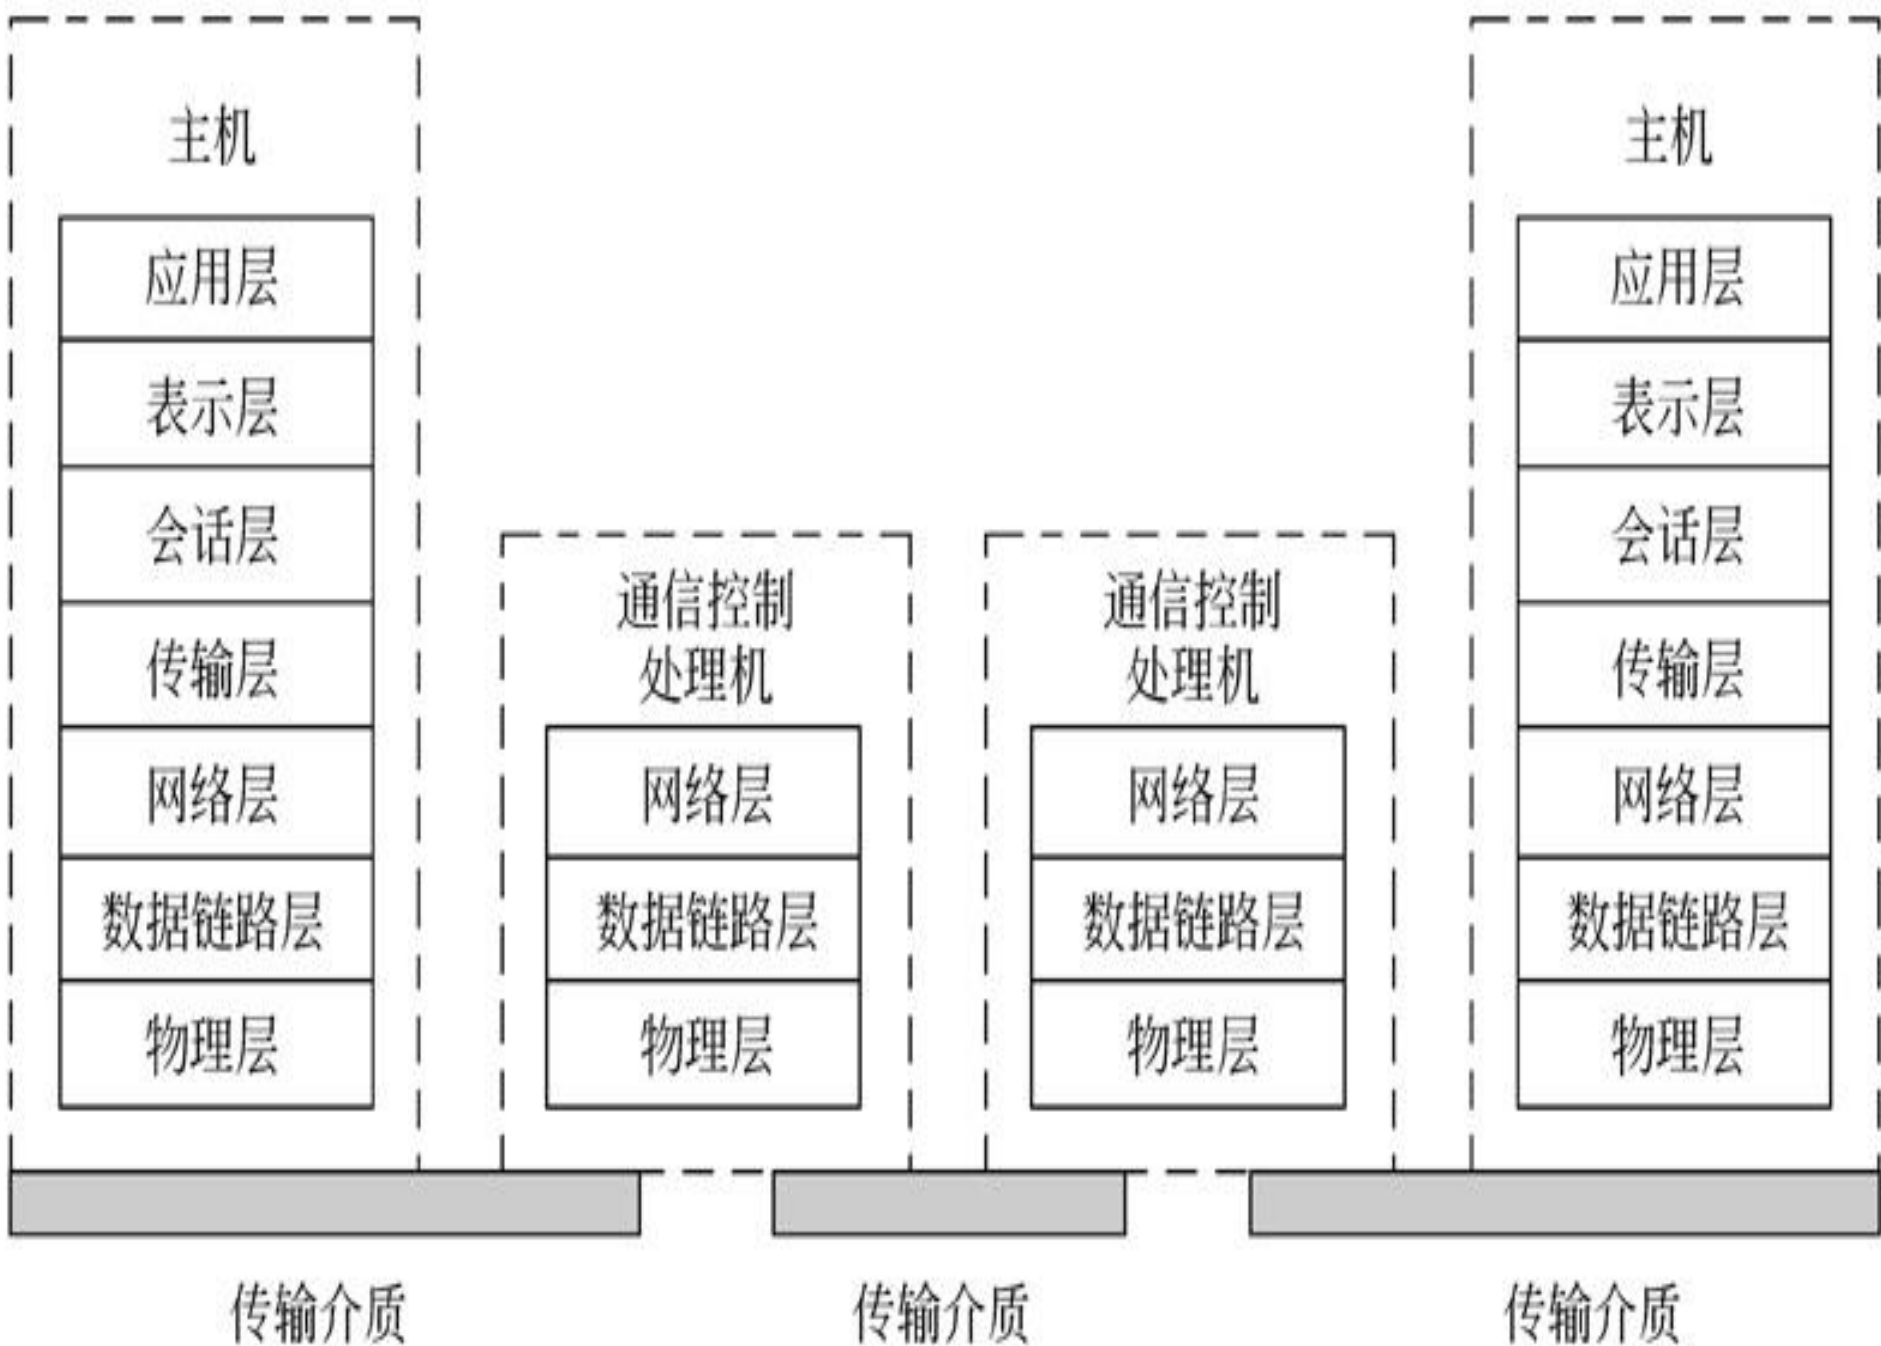 主机
应用层
表示层
会话层
传输层
网络层
数据链路层
物理层
通信控制
处理机
网络层
数据链路层
物理层
通信控制
处理机
网络层
数据链路层
物理层
主机
应用层
表示层
会话层
传输层
网络层
数据链路层
物理层
传输介质
传输介质
传输介质